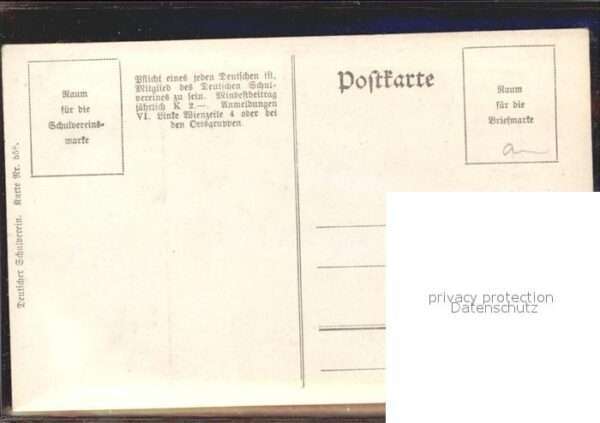 Raum
für die
Schulvereins-
marke
Pflicht eines jeden Deutschen ist,
Mitglied des Deutschen Schul-
vereines zu sein. Mindestbeitrag
jährlich K 2.—. Anmeldungen
VI. Linke Wienzeile 4 oder bei
den Ortsgruppen
Postkarte
Raum
für die
Briefmarke
Deutscher Schulverein. Karte Nr.
privacy protection
Datenschutz